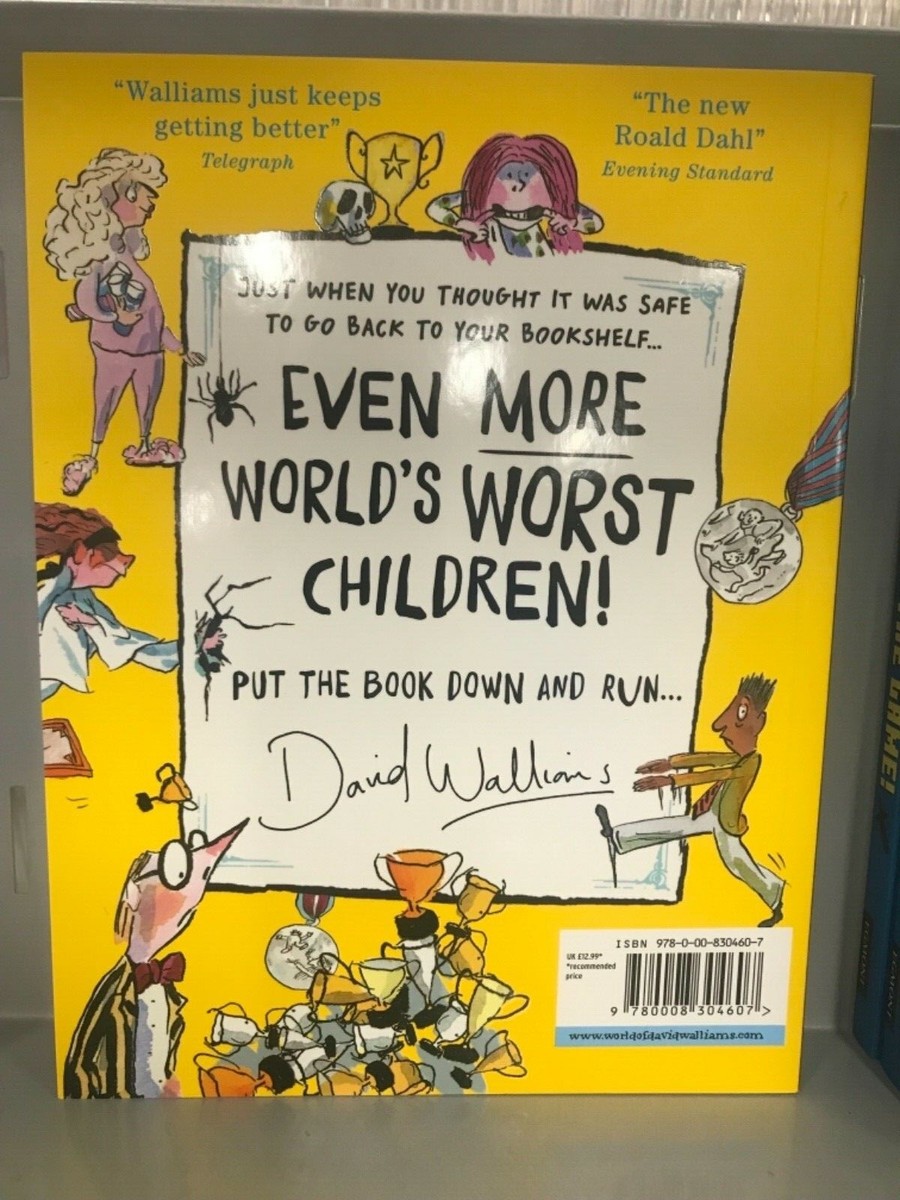 “Walliams just keeps
getting better”
Telegraph
“The new
Roald Dahl”
Evening Standard
JUST WHEN YOU THOUGHT IT WAS SAFE
TO GO BACK TO YOUR BOOKSHELF...
EVEN MORE
WORLD'S WORST
CHILDREN!
PUT THE BOOK DOWN AND RUN...
David Walliams
ISBN 978-0-00-830460-7
UK £12.99*
*recommended
price
9 780008 304607 >
www.worldofdavidwalliams.com
GAME!